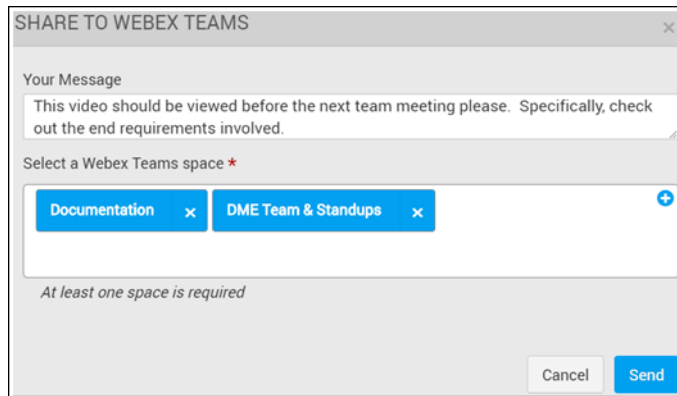 SHARE TO WEBEX TEAMS ×
Your Message
This video should be viewed before the next team meeting please. Specifically, check
out the end requirements involved.
Select a Webex Teams space *
Documentation × DME Team & Standups ×
At least one space is required
Cancel Send